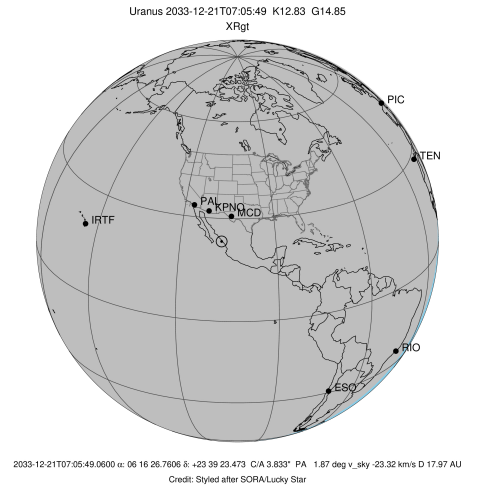 Uranus 2033-12-21T07:05:49 K12.83 G14.85
XRgt
PIC
TEN
PAL
KPNO
MCD
IRTF
RIO
ESO
2033-12-21T07:05:49.0600 α: 06 16 26.7606 δ: +23 39 23.473 C/A 3.833" PA 1.87 deg v_sky -23.32 km/s D 17.97 AU
Credit: Styled after SORA/Lucky Star